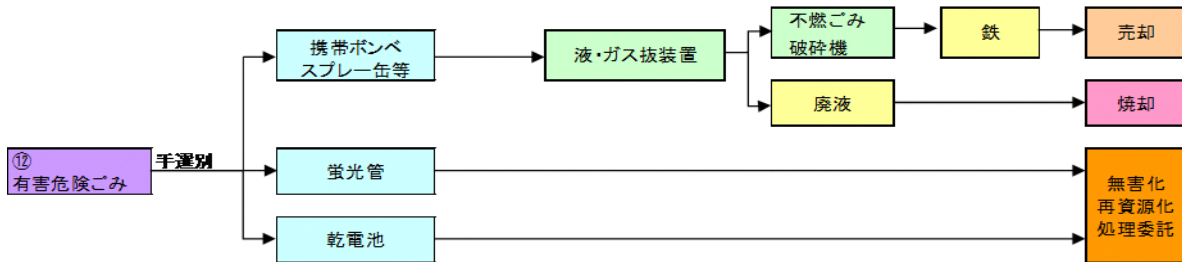 携帯ボンベ
スプレー缶等
液・ガス抜装置
不燃ごみ
破砕機
鉄
売却
廃液
焼却
⑫
有害危険ごみ
手選別
蛍光管
乾電池
無害化
再資源化
処理委託